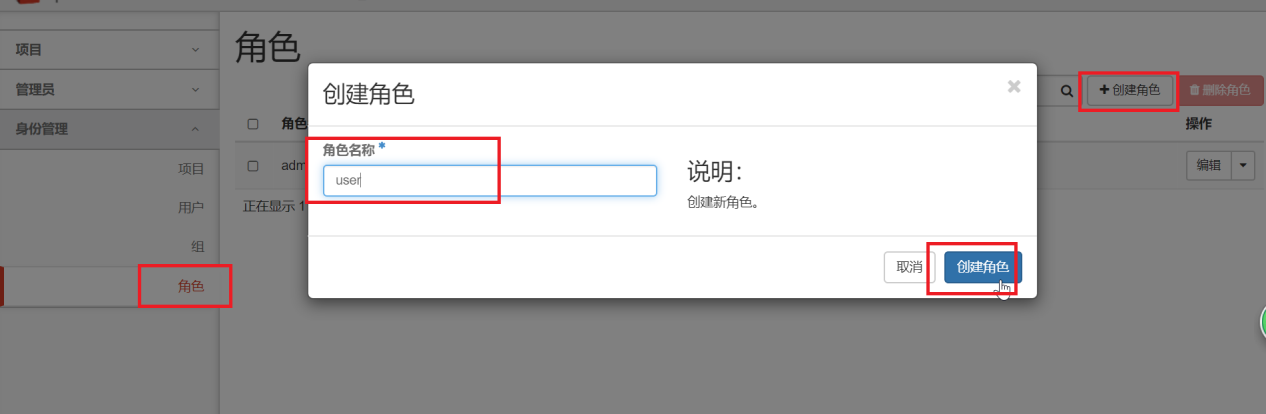 项目
管理员
身份管理
项目
用户
组
角色
角色
创建角色
删除角色
角色
操作
adm
编辑
正在显示 1
创建角色
×
角色名称 *
user
说明：
创建新角色。
取消
创建角色